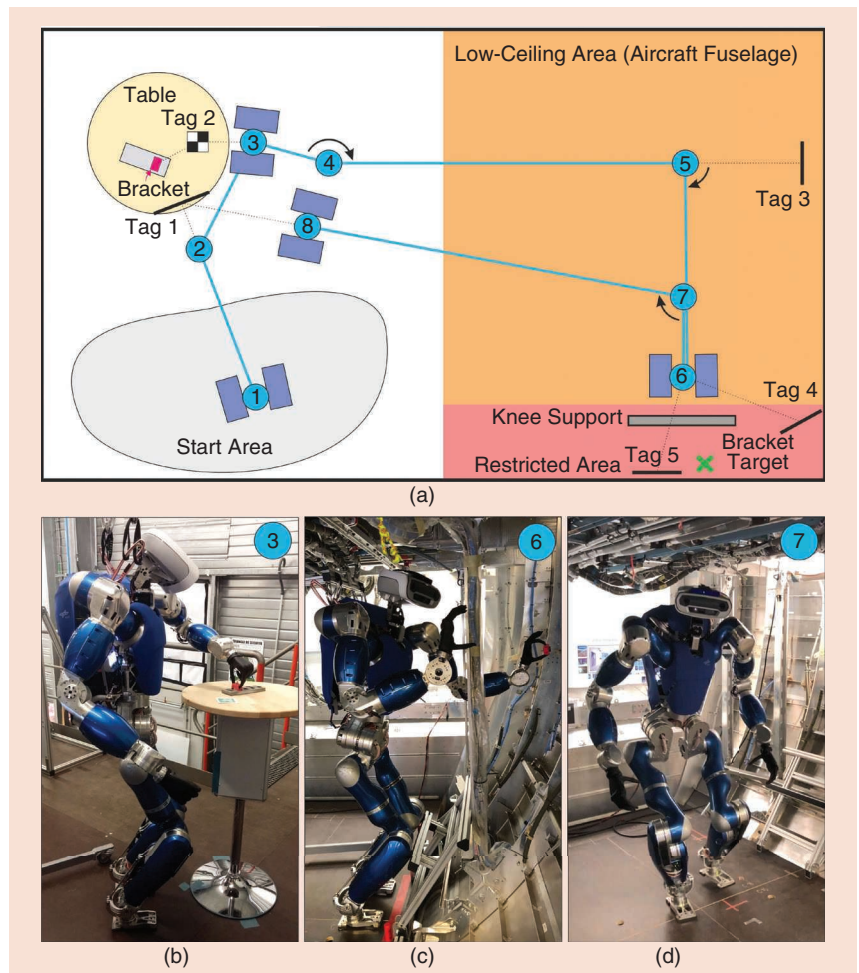 Low-Ceiling Area (Aircraft Fuselage)
Table
Tag 2
Bracket
Tag 1
Tag 3
1
2
3
4
5
6
7
8
Start Area
Knee Support
Tag 4
Bracket
Target
Restricted Area
Tag 5
(a)
3
6
7
(b)
(c)
(d)